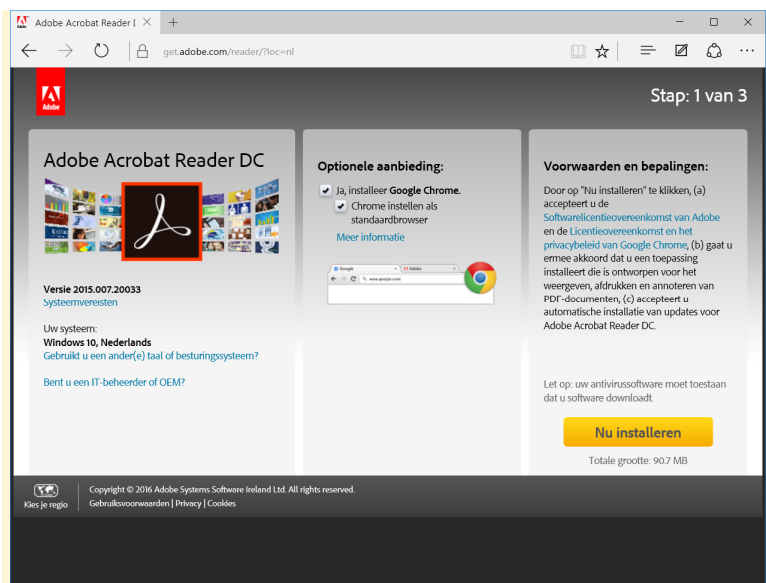 Adobe Acrobat Reader [
get.adobe.com/reader/?loc=nl
Adobe
Stap: 1 van 3
Adobe Acrobat Reader DC
Versie 2015.007.20033
Systeemvereisten
Uw systeem:
Windows 10, Nederlands
Gebruikt u een ander(e) taal of besturingssysteem?
Bent u een IT-beheerder of OEM?
Optionele aanbieding:
Ja, installeer Google Chrome.
Chrome instellen als
standaardbrowser
Meer informatie
Google
Adobe
www.google.com
Voorwaarden en bepalingen:
Door op "Nu installeren" te klikken, (a)
accepteert u de
Softwarelicentieovereenkomst van Adobe
en de Licentieovereenkomst en het
privacybeleid van Google Chrome, (b) gaat u
ermee akkoord dat u een toepassing
installeert die is ontworpen voor het
weergeven, afdrukken en annoteren van
PDF-documenten, (c) accepteert u
automatische installatie van updates voor
Adobe Acrobat Reader DC.
Let op: uw antivirussoftware moet toestaan
dat u software downloadt.
Nu installeren
Totale grootte: 90.7 MB
Kies je regio
Copyright © 2016 Adobe Systems Software Ireland Ltd. All rights reserved.
Gebruiksvoorwaarden | Privacy | Cookies